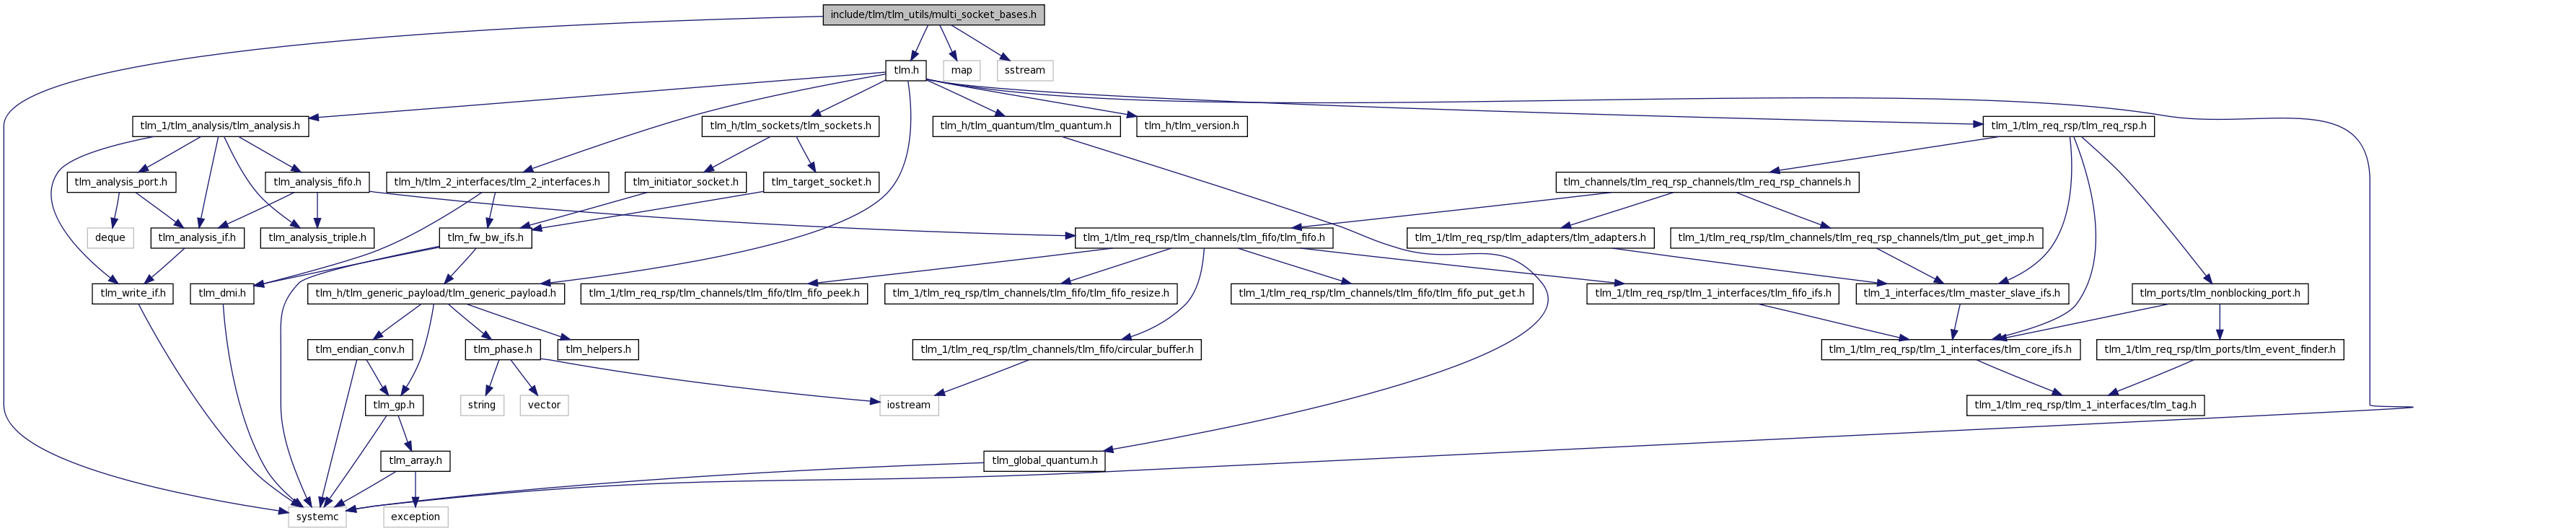 include/tlm/tlm_utils/multi_socket_bases.h
tlm.h
map
sstream
tlm_1/tlm_analysis/tlm_analysis.h
tlm_h/tlm_sockets/tlm_sockets.h
tlm_h/tlm_quantum/tlm_quantum.h
tlm_h/tlm_version.h
tlm_1/tlm_req_rsp/tlm_req_rsp.h
tlm_analysis_port.h
tlm_analysis_fifo.h
tlm_h/tlm_2_interfaces/tlm_2_interfaces.h
tlm_initiator_socket.h
tlm_target_socket.h
tlm_channels/tlm_req_rsp_channels/tlm_req_rsp_channels.h
deque
tlm_analysis_if.h
tlm_analysis_triple.h
tlm_fw_bw_ifs.h
tlm_1/tlm_req_rsp/tlm_channels/tlm_fifo/tlm_fifo.h
tlm_1/tlm_req_rsp/tlm_adapters/tlm_adapters.h
tlm_1/tlm_req_rsp/tlm_channels/tlm_req_rsp_channels/tlm_put_get_imp.h
tlm_write_if.h
tlm_dmi.h
tlm_h/tlm_generic_payload/tlm_generic_payload.h
tlm_1/tlm_req_rsp/tlm_channels/tlm_fifo/tlm_fifo_peek.h
tlm_1/tlm_req_rsp/tlm_channels/tlm_fifo/tlm_fifo_resize.h
tlm_1/tlm_req_rsp/tlm_channels/tlm_fifo/tlm_fifo_put_get.h
tlm_1/tlm_req_rsp/tlm_1_interfaces/tlm_fifo_ifs.h
tlm_1_interfaces/tlm_master_slave_ifs.h
tlm_ports/tlm_nonblocking_port.h
tlm_endian_conv.h
tlm_phase.h
tlm_helpers.h
tlm_1/tlm_req_rsp/tlm_channels/tlm_fifo/circular_buffer.h
tlm_1/tlm_req_rsp/tlm_1_interfaces/tlm_core_ifs.h
tlm_1/tlm_req_rsp/tlm_ports/tlm_event_finder.h
tlm_gp.h
string
vector
iostream
tlm_1/tlm_req_rsp/tlm_1_interfaces/tlm_tag.h
tlm_array.h
tlm_global_quantum.h
systemc
exception